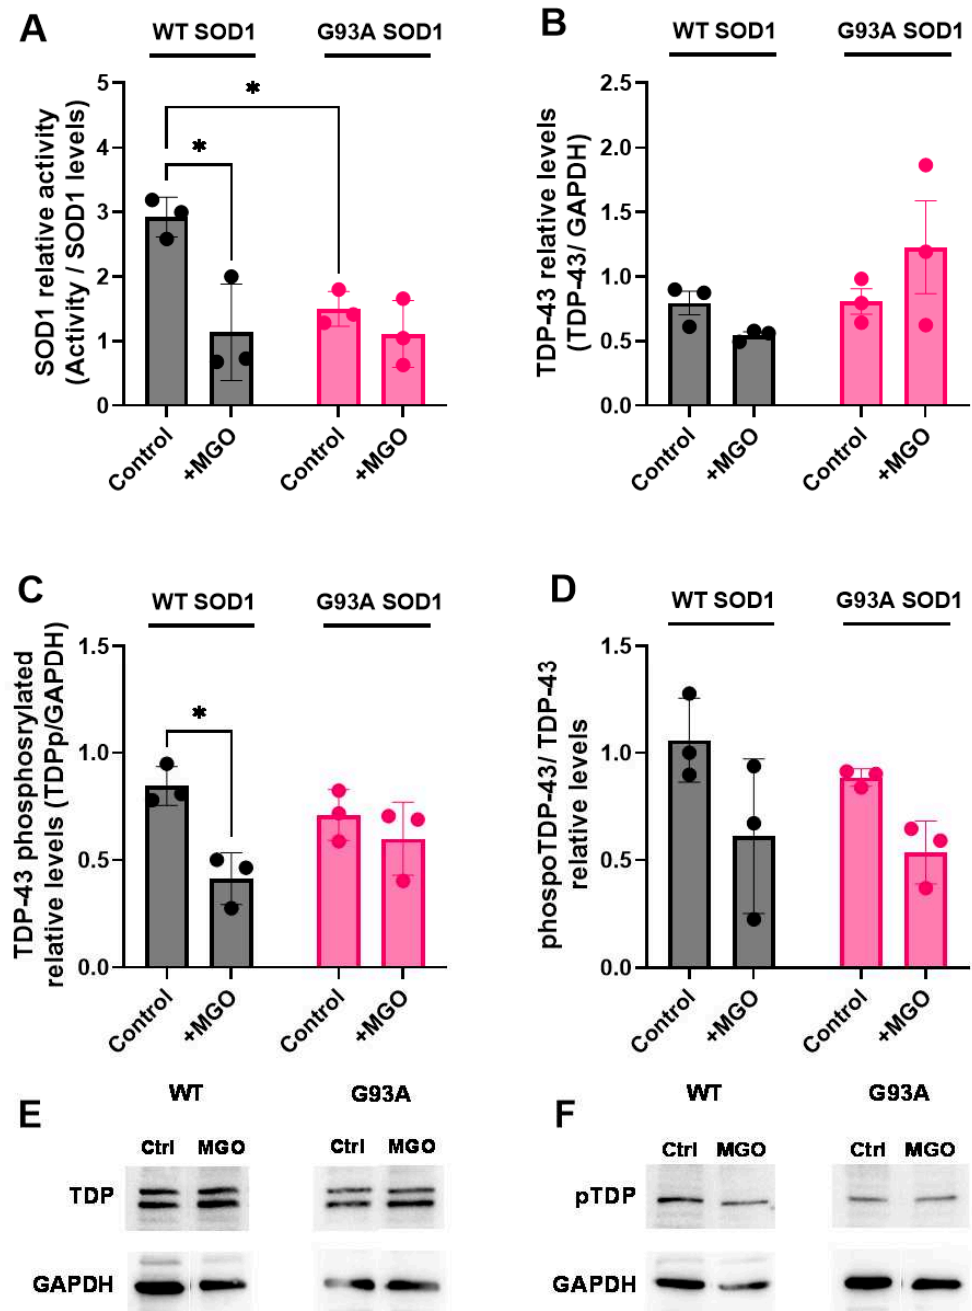 A
WT SOD1
G93A SOD1
SOD1 relative activity
(Activity / SOD1 levels)
5
4
3
2
1
0
*
*
Control
+MGO
Control
+MGO
B
WT SOD1
G93A SOD1
TDP-43 relative levels
(TDP-43/ GAPDH)
2.5
2.0
1.5
1.0
0.5
0.0
Control
+MGO
Control
+MGO
C
WT SOD1
G93A SOD1
TDP-43 phosphosrylated
relative levels (TDPp/GAPDH)
1.5
1.0
0.5
0.0
*
Control
+MGO
Control
+MGO
D
WT SOD1
G93A SOD1
phospoTDP-43/ TDP-43
relative levels
1.5
1.0
0.5
0.0
Control
+MGO
Control
+MGO
E
WT
G93A
Ctrl MGO
Ctrl MGO
TDP
GAPDH
F
WT
G93A
Ctrl MGO
Ctrl MGO
pTDP
GAPDH